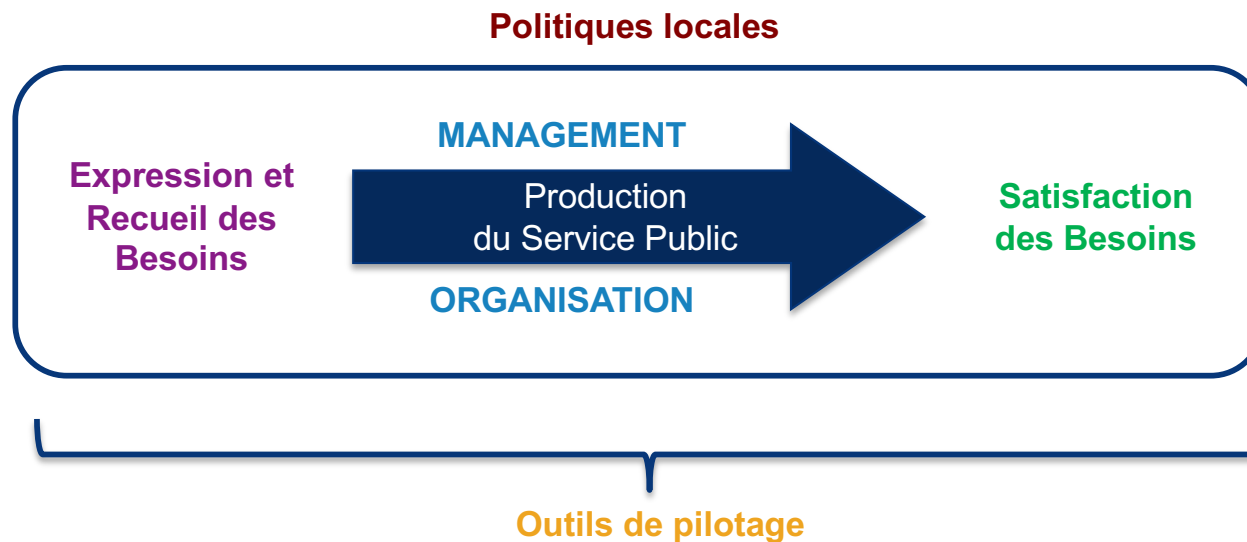 Politiques locales
MANAGEMENT
Expression et
Recueil des
Besoins
Production
du Service Public
Satisfaction
des Besoins
ORGANISATION
Outils de pilotage